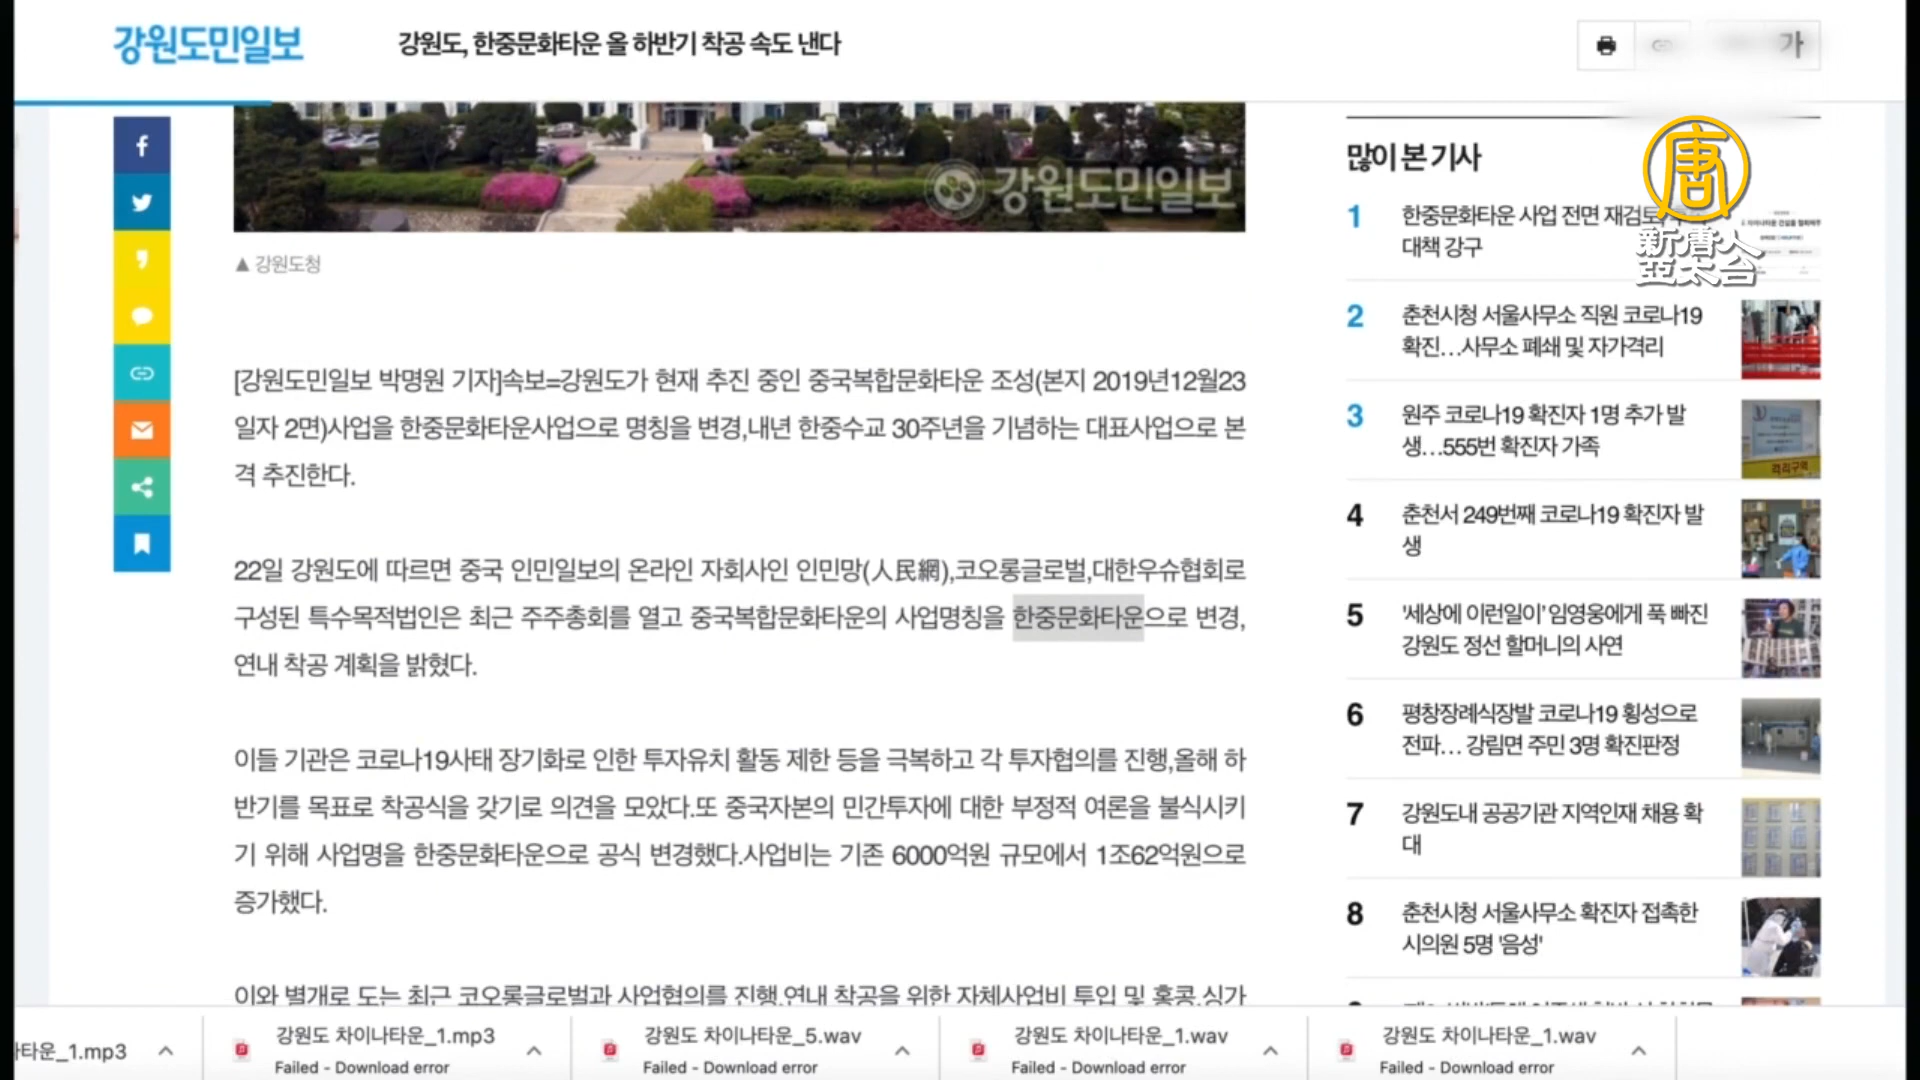 강원도민일보
강원도, 한중문화타운 올 하반기 착공 속도 낸다
가
강원도민일보
▲ 강원도청
[강원도민일보 박명원 기자]속보=강원도가 현재 추진 중인 중국복합문화타운 조성(본지 2019년12월23
일자 2면)사업을 한중문화타운사업으로 명칭을 변경,내년 한중수교 30주년을 기념하는 대표사업으로 본
격 추진한다.
22일 강원도에 따르면 중국 인민일보의 온라인 자회사인 인민망(人民網),코오롱글로벌,대한우슈협회로
구성된 특수목적법인은 최근 주주총회를 열고 중국복합문화타운의 사업명칭을 한중문화타운으로 변경,
연내 착공 계획을 밝혔다.
이들 기관은 코로나19사태 장기화로 인한 투자유치 활동 제한 등을 극복하고 각 투자협의를 진행,올해 하
반기를 목표로 착공식을 갖기로 의견을 모았다.또 중국자본의 민간투자에 대한 부정적 여론을 불식시키
기 위해 사업명을 한중문화타운으로 공식 변경했다.사업비는 기존 6000억원 규모에서 1조62억원으로
증가했다.
이와 별개로 도는 최근 코오롱글로벌과 사업협의를 진행,연내 착공을 위한 자체사업비 투입 및 홍콩,싱가
많이 본 기사
1 한중문화타운 사업 전면 재검토
대책 강구
2 춘천시청 서울사무소 직원 코로나19
확진…사무소 폐쇄 및 자가격리
3 원주 코로나19 확진자 1명 추가 발
생…555번 확진자 가족
격리구역
4 춘천서 249번째 코로나19 확진자 발
생
5 '세상에 이런일이' 임영웅에게 푹 빠진
강원도 정선 할머니의 사연
6 평창장례식장발 코로나19 횡성으로
전파… 강림면 주민 3명 확진판정
7 강원도내 공공기관 지역인재 채용 확
대
8 춘천시청 서울사무소 확진자 접촉한
시의원 5명 '음성'
唐
新唐人
亞太台
타운_1.mp3
강원도 차이나타운_1.mp3
Failed - Download error
강원도 차이나타운_5.wav
Failed - Download error
강원도 차이나타운_1.wav
Failed - Download error
강원도 차이나타운_1.wav
Failed - Download error